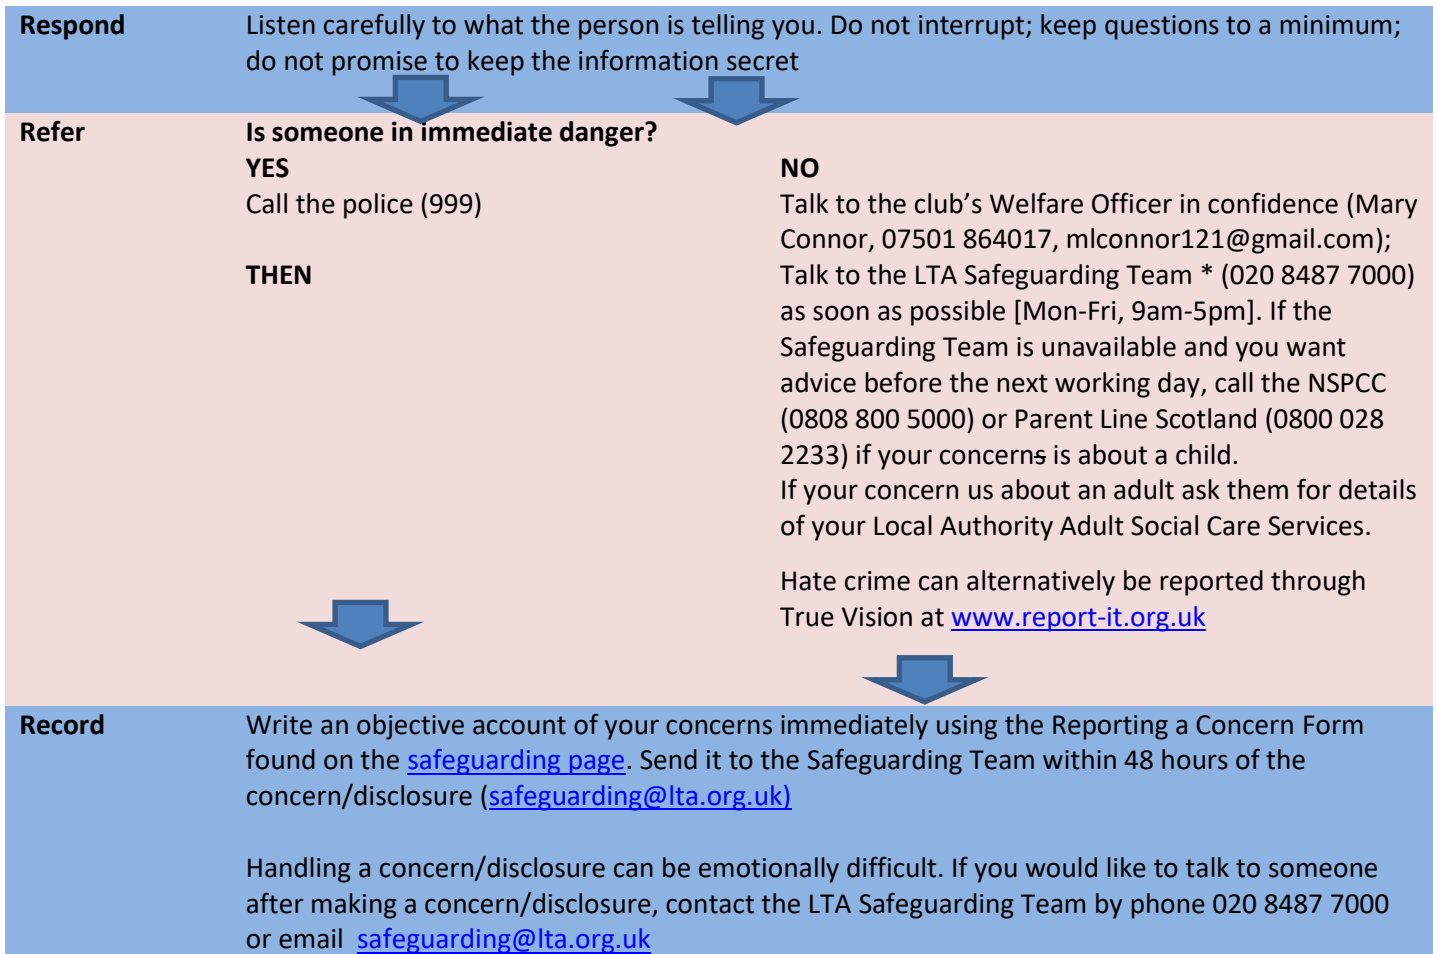 Respond
Listen carefully to what the person is telling you. Do not interrupt; keep questions to a minimum;
do not promise to keep the information secret
Refer
Is someone in immediate danger?
YES
Call the police (999)
THEN
NO
Talk to the club’s Welfare Officer in confidence (Mary
Connor, 07501 864017, mlconnor121@gmail.com);
Talk to the LTA Safeguarding Team * (020 8487 7000)
as soon as possible [Mon-Fri, 9am-5pm]. If the
Safeguarding Team is unavailable and you want
advice before the next working day, call the NSPCC
(0808 800 5000) or Parent Line Scotland (0800 028
2233) if your concerns is about a child.
If your concern us about an adult ask them for details
of your Local Authority Adult Social Care Services.
Hate crime can alternatively be reported through
True Vision at www.report-it.org.uk
Record
Write an objective account of your concerns immediately using the Reporting a Concern Form
found on the safeguarding page. Send it to the Safeguarding Team within 48 hours of the
concern/disclosure (safeguarding@lta.org.uk)
Handling a concern/disclosure can be emotionally difficult. If you would like to talk to someone
after making a concern/disclosure, contact the LTA Safeguarding Team by phone 020 8487 7000
or email safeguarding@lta.org.uk